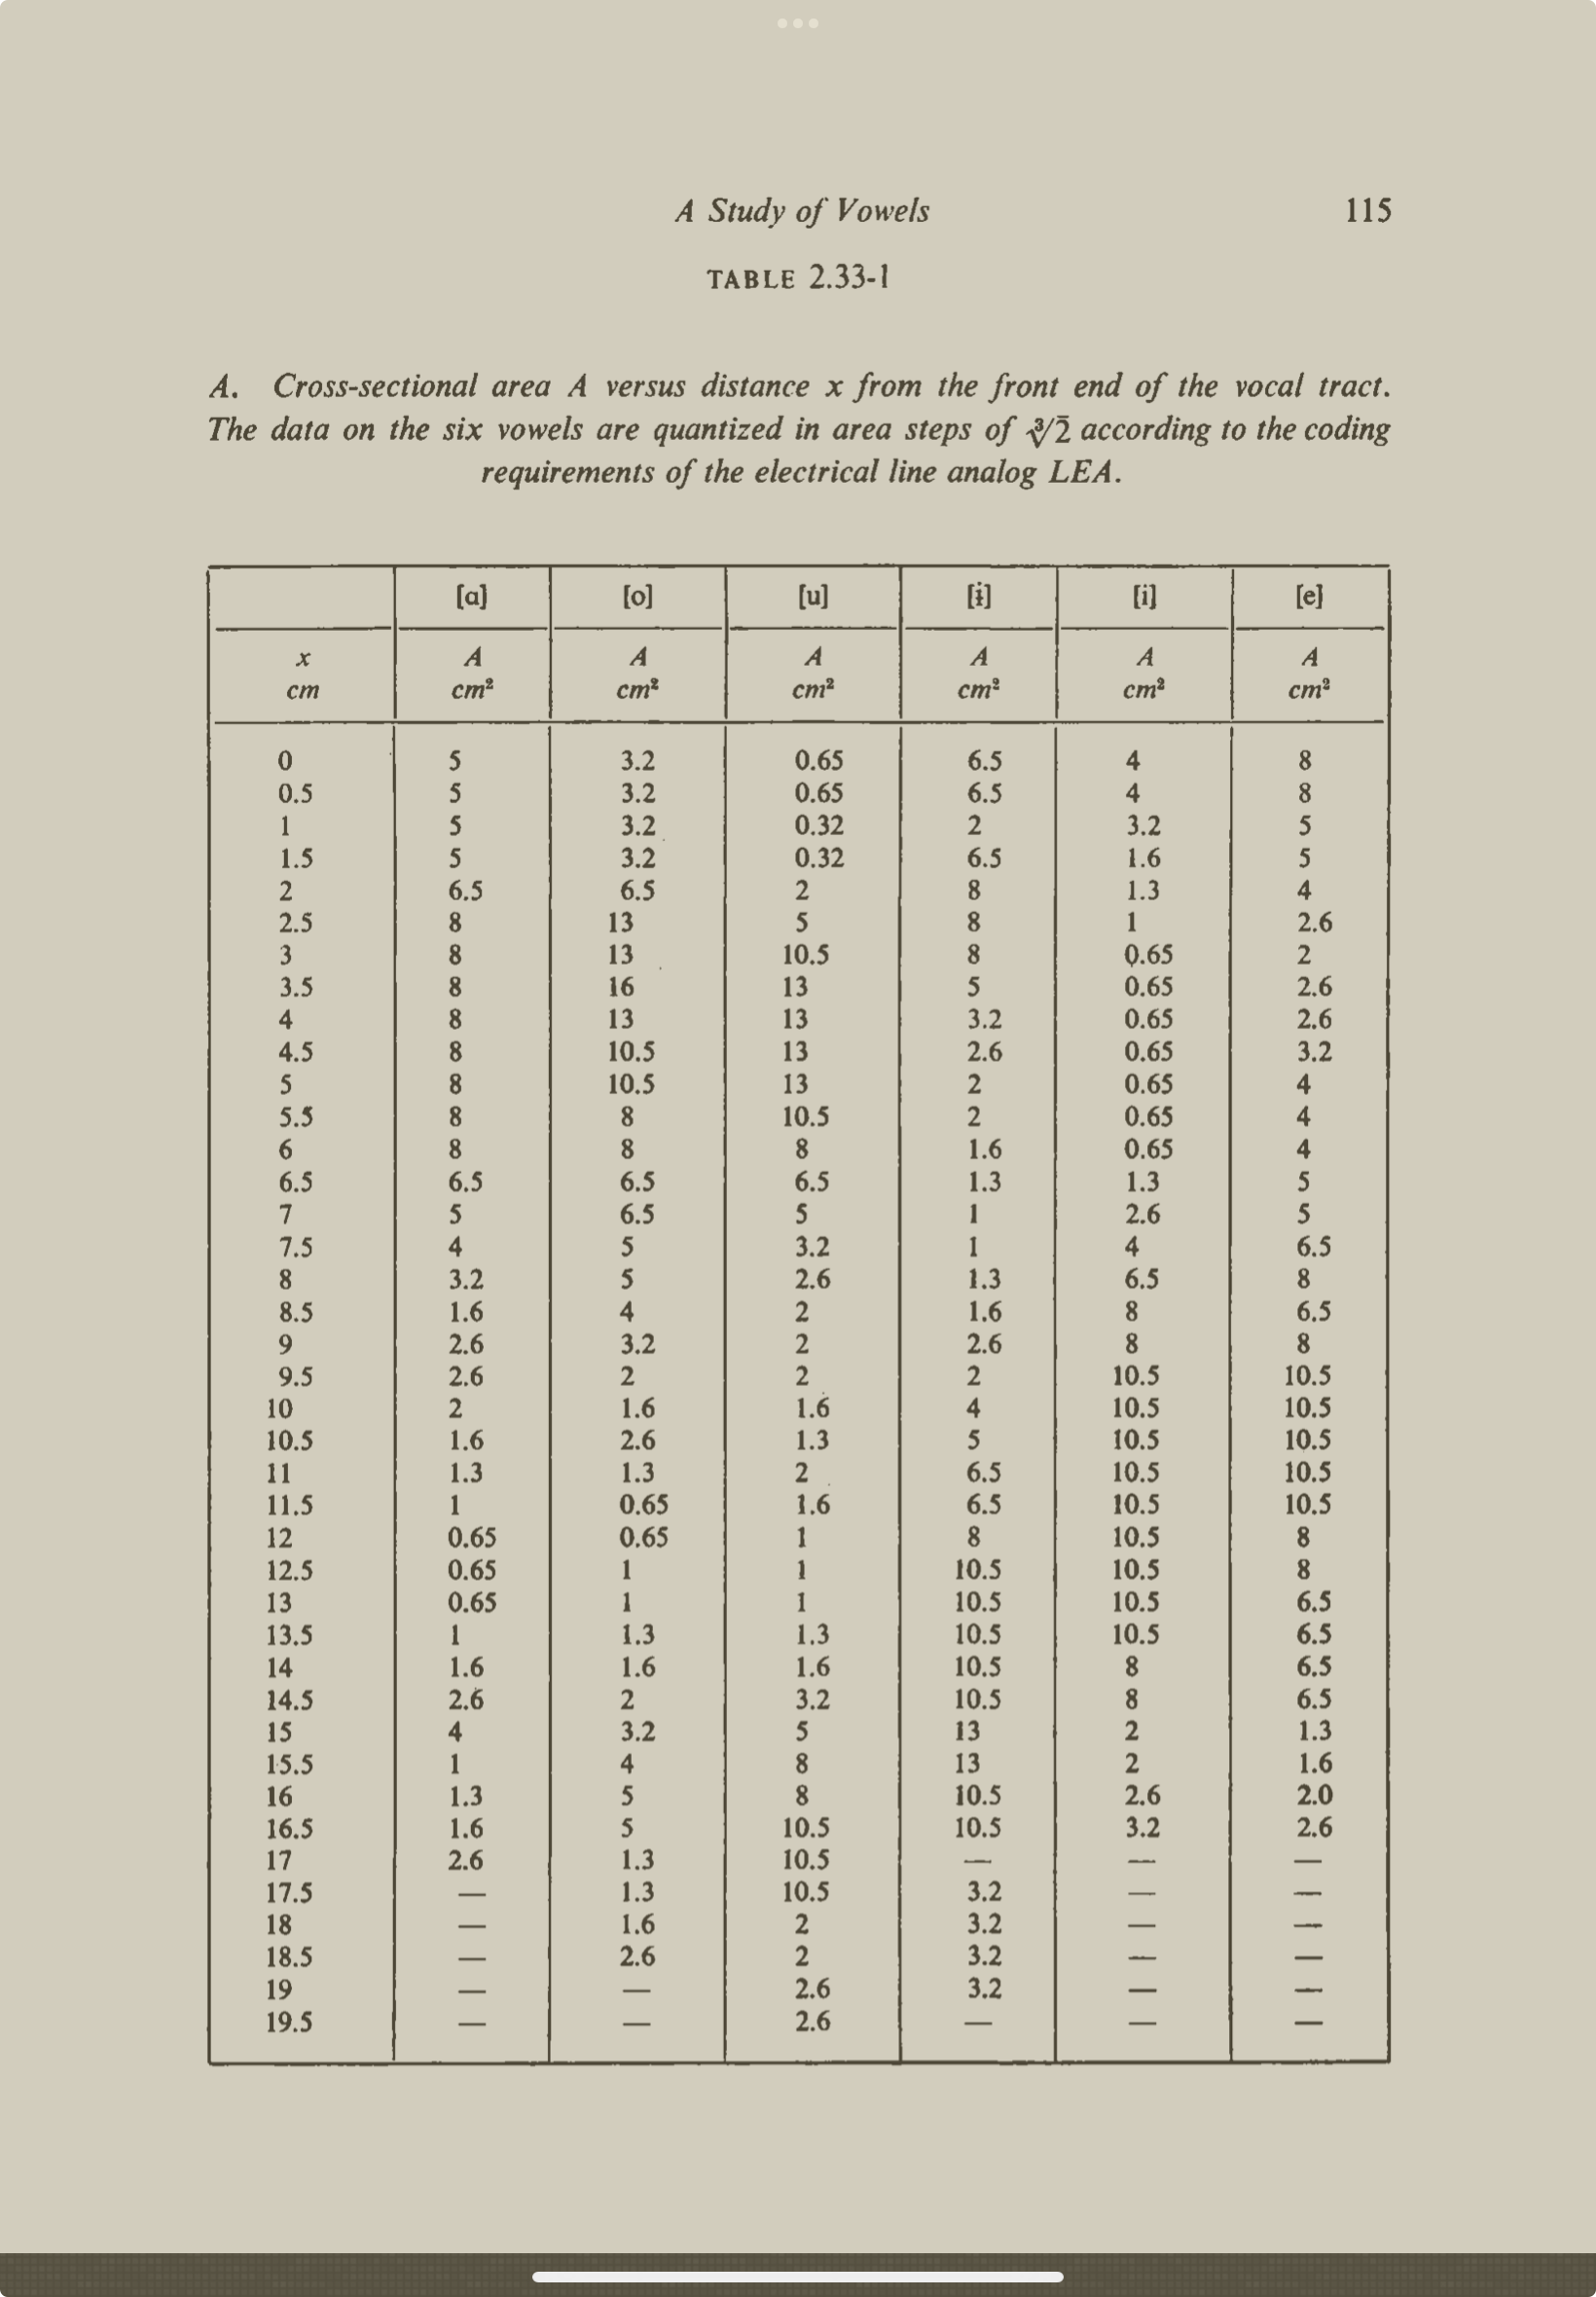 A Study of Vowels 115
TABLE 2.33-1
A. Cross-sectional area A versus distance x from the front end of the vocal tract.
The data on the six vowels are quantized in area steps of ∛2 according to the coding
requirements of the electrical line analog LEA.
[ɑ] [o] [u] [ɨ] [i] [e]
x A A A A A A
cm cm² cm² cm² cm² cm² cm²
0 5 3.2 0.65 6.5 4 8
0.5 5 3.2 0.65 6.5 4 8
1 5 3.2 0.32 2 3.2 5
1.5 5 3.2 0.32 6.5 1.6 5
2 6.5 6.5 2 8 1.3 4
2.5 8 13 5 8 1 2.6
3 8 13 10.5 8 0.65 2
3.5 8 16 13 5 0.65 2.6
4 8 13 13 3.2 0.65 2.6
4.5 8 10.5 13 2.6 0.65 3.2
5 8 10.5 13 2 0.65 4
5.5 8 8 10.5 2 0.65 4
6 8 8 8 1.6 0.65 4
6.5 6.5 6.5 6.5 1.3 1.3 5
7 5 6.5 5 1 2.6 5
7.5 4 5 3.2 1 4 6.5
8 3.2 5 2.6 1.3 6.5 8
8.5 1.6 4 2 1.6 8 6.5
9 2.6 3.2 2 2.6 8 8
9.5 2.6 2 2 2 10.5 10.5
10 2 1.6 1.6 4 10.5 10.5
10.5 1.6 2.6 1.3 5 10.5 10.5
11 1.3 1.3 2 6.5 10.5 10.5
11.5 1 0.65 1.6 6.5 10.5 10.5
12 0.65 0.65 1 8 10.5 8
12.5 0.65 1 1 10.5 10.5 8
13 0.65 1 1 10.5 10.5 6.5
13.5 1 1.3 1.3 10.5 10.5 6.5
14 1.6 1.6 1.6 10.5 8 6.5
14.5 2.6 2 3.2 10.5 8 6.5
15 4 3.2 5 13 2 1.3
15.5 1 4 8 13 2 1.6
16 1.3 5 8 10.5 2.6 2.0
16.5 1.6 5 10.5 10.5 3.2 2.6
17 2.6 1.3 10.5 — — —
17.5 — 1.3 10.5 3.2 — —
18 — 1.6 2 3.2 — —
18.5 — 2.6 2 3.2 — —
19 — — 2.6 3.2 — —
19.5 — — 2.6 — — —